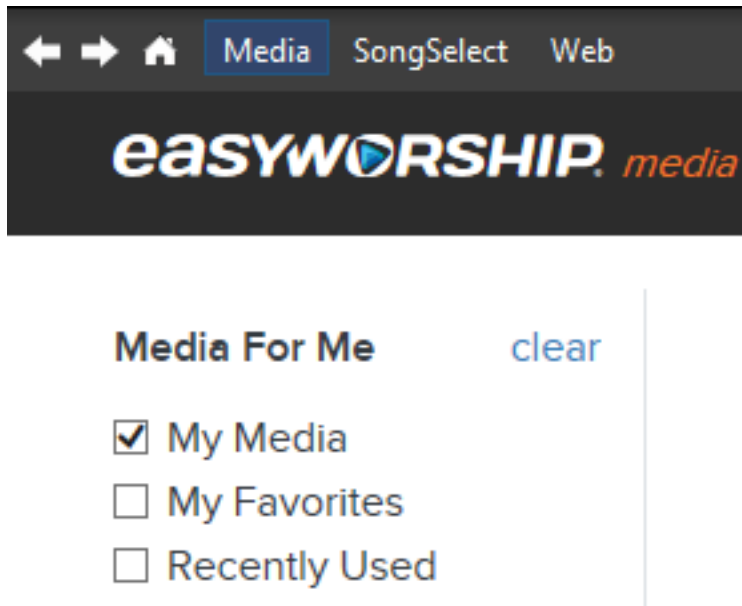 Media SongSelect Web
easyworship. media
Media For Me clear
My Media
My Favorites
Recently Used